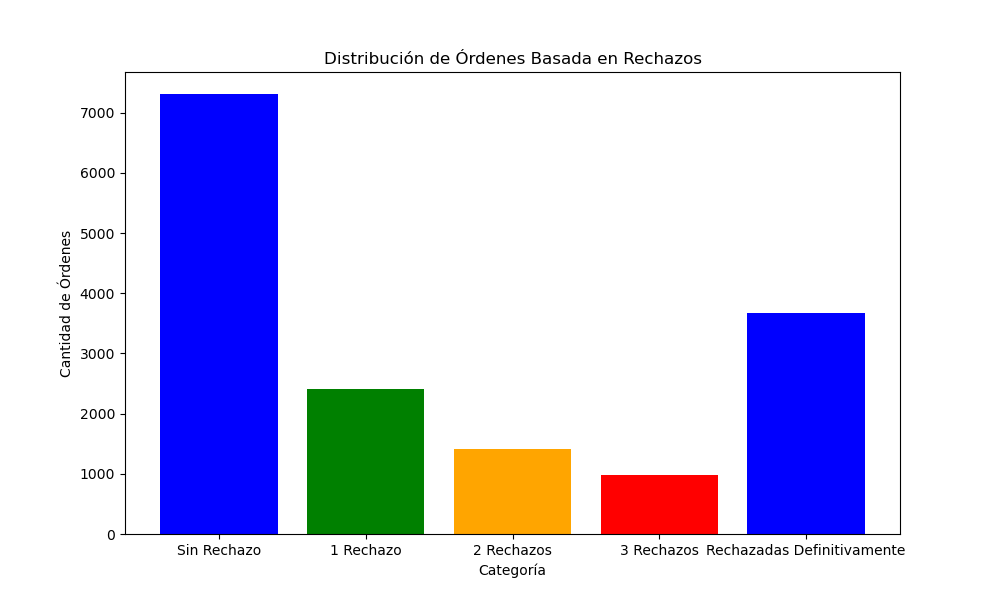 Distribución de Órdenes Basada en Rechazos
Cantidad de Órdenes
7000
6000
5000
4000
3000
2000
1000
0
Sin Rechazo
1 Rechazo
2 Rechazos
3 Rechazos
Rechazadas Definitivamente
Categoría